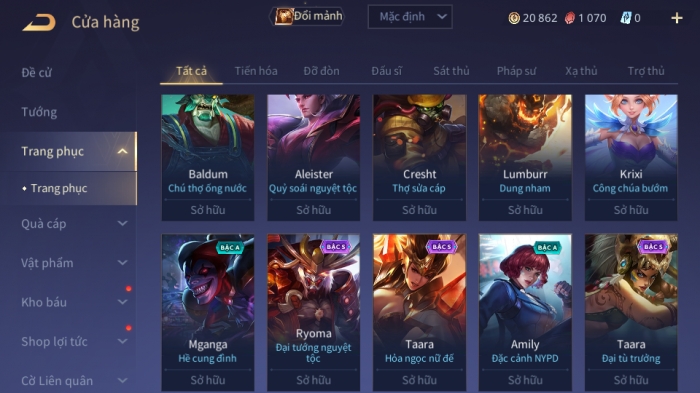 Cửa hàng
Đổi mảnh
Mặc định
20 862
1 070
0
Đề cử
Tướng
Trang phục
Trang phục
Quà cáp
Vật phẩm
Kho báu
Shop lợi tức
Cờ Liên quân
Tất cả
Tiến hóa
Đỡ đòn
Đấu sĩ
Sát thủ
Pháp sư
Xạ thủ
Trợ thủ
Baldum
Chú thợ ống nước
Sở hữu
Aleister
Quỷ soái nguyệt tộc
Sở hữu
Cresht
Thợ sửa cáp
Sở hữu
Lumburr
Dung nham
Sở hữu
Krixi
Công chúa bướm
Sở hữu
BẬC A
Mganga
Hề cung đình
Sở hữu
BẬC S
Ryoma
Đại tướng nguyệt
tộc
Sở hữu
BẬC S
Taara
Hỏa ngọc nữ đế
Sở hữu
BẬC A
Amily
Đặc cảnh NYPD
Sở hữu
BẬC S
Taara
Đại tù trưởng
Sở hữu